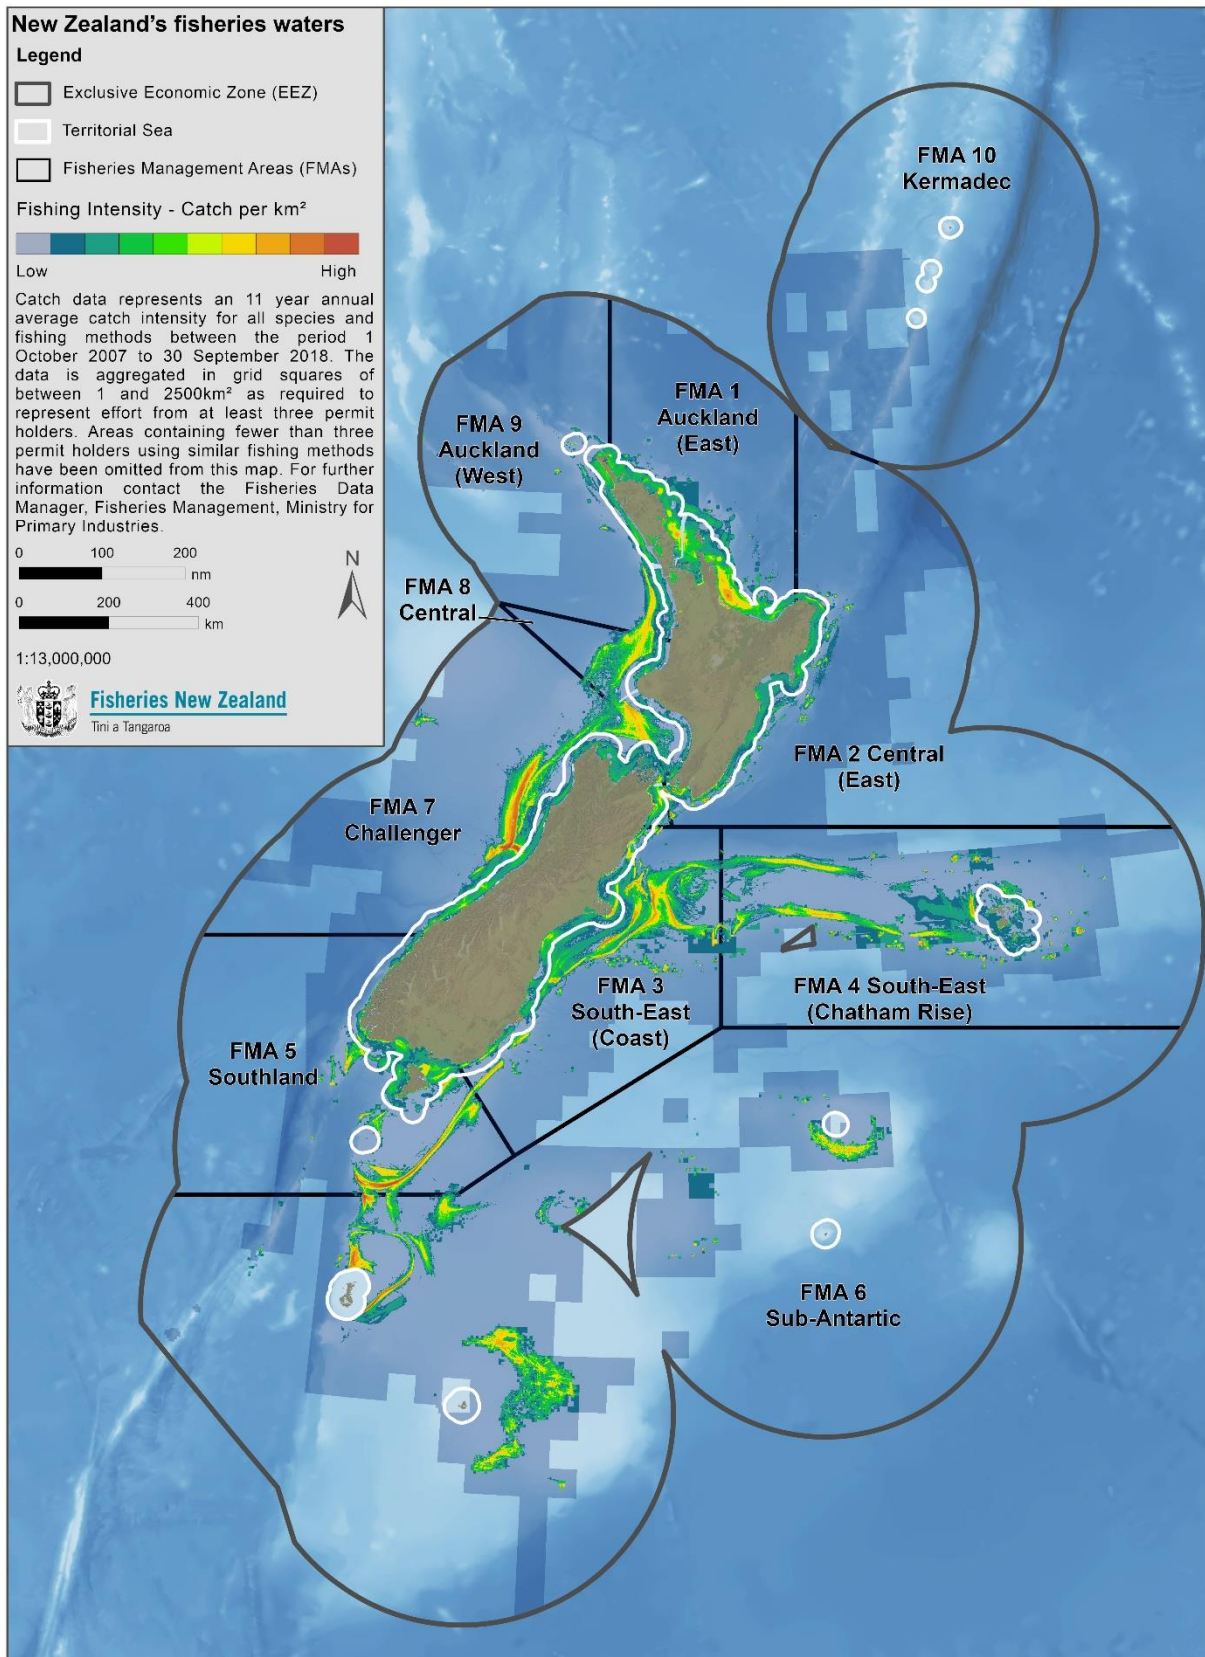 New Zealand's fisheries waters
Legend
Exclusive Economic Zone (EEZ)
Territorial Sea
Fisheries Management Areas (FMAs)
Fishing Intensity - Catch per km²
Low High
Catch data represents an 11 year annual
average catch intensity for all species and
fishing methods between the period 1
October 2007 to 30 September 2018. The
data is aggregated in grid squares of
between 1 and 2500km² as required to
represent effort from at least three permit
holders. Areas containing fewer than three
permit holders using similar fishing methods
have been omitted from this map. For further
information contact the Fisheries Data
Manager, Fisheries Management, Ministry for
Primary Industries.
0 100 200
nm
0 200 400
km
N
1:13,000,000
Fisheries New Zealand
Tini a Tangaroa
FMA 10
Kermadec
FMA 1
Auckland
(East)
FMA 9
Auckland
(West)
FMA 8
Central
FMA 2 Central
(East)
FMA 7
Challenger
FMA 3
South-East
(Coast)
FMA 4 South-East
(Chatham Rise)
FMA 5
Southland
FMA 6
Sub-Antartic